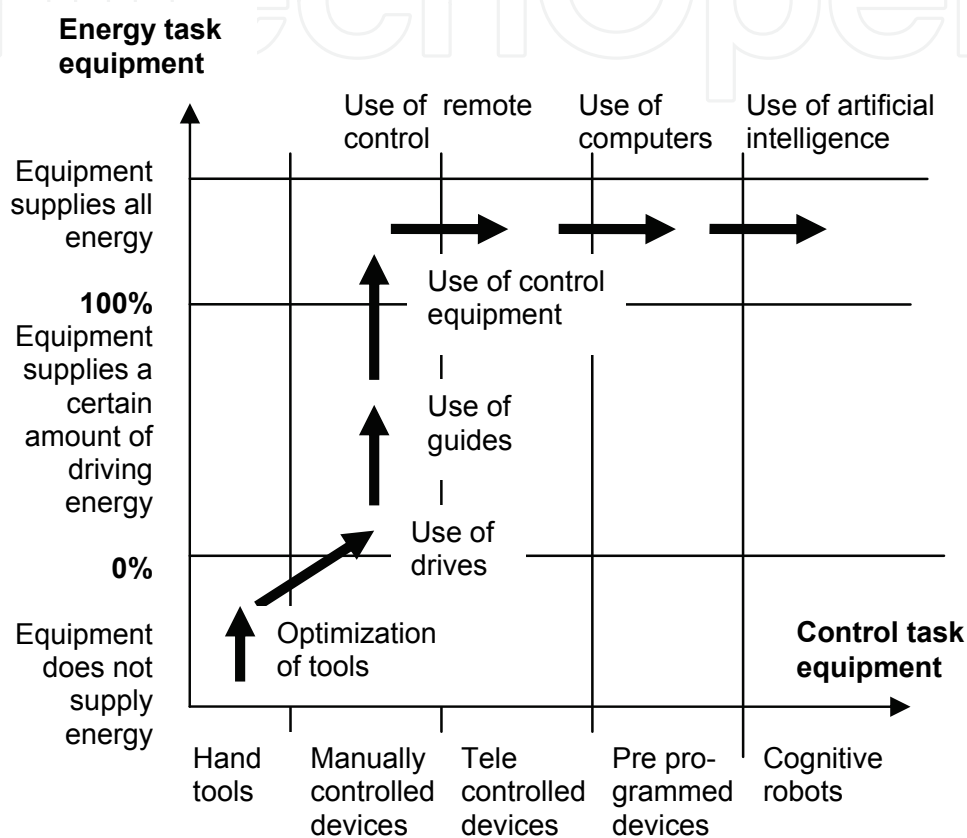 Energy task
equipment
Use of remote
control
Use of
computers
Use of artificial
intelligence
Equipment
supplies all
energy
100%
Equipment
supplies a
certain
amount of
driving
energy
0%
Equipment
does not
supply
energy
Use of control
equipment
Use of
guides
Use of
drives
Optimization
of tools
Control task
equipment
Hand
tools
Manually
controlled
devices
Tele
controlled
devices
Pre pro-
grammed
devices
Cognitive
robots